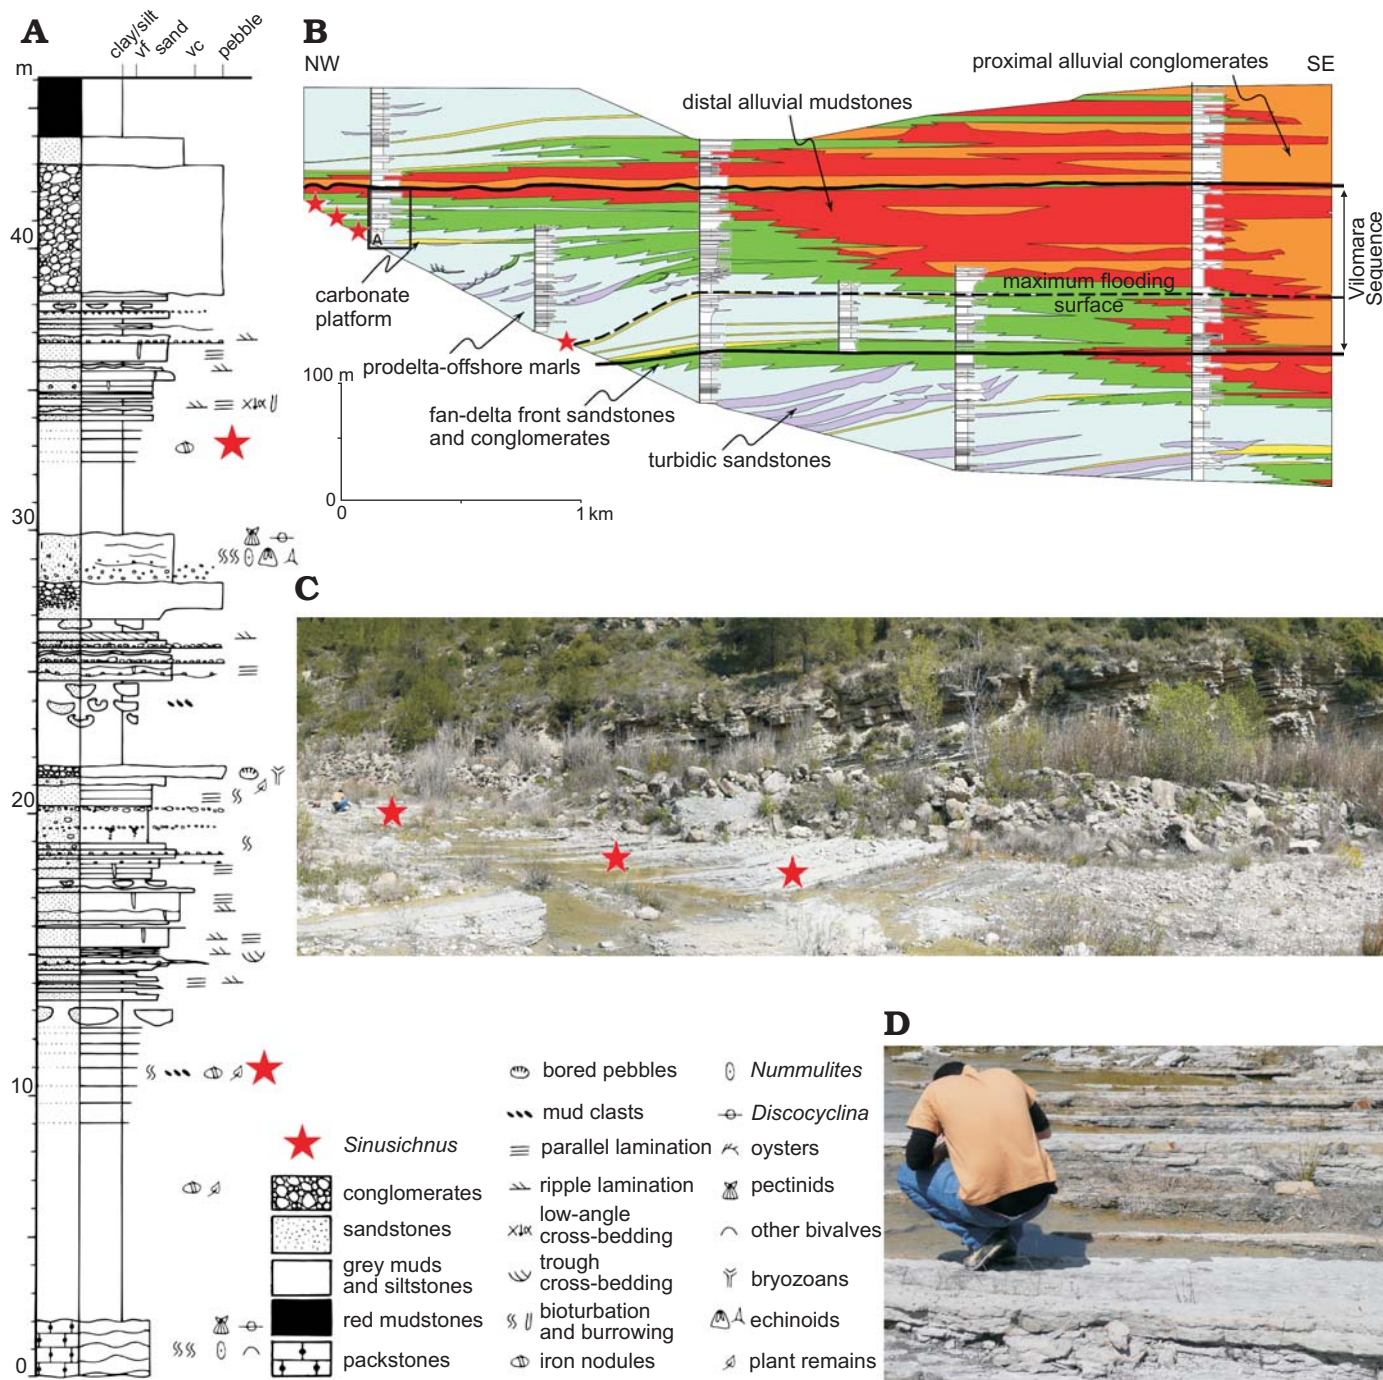 A
m
clay/silt
vf
sand
vc
pebble
40
30
20
10
0
B
NW
SE
proximal alluvial conglomerates
distal alluvial mudstones
A
carbonate
platform
prodelta-offshore marls
fan-delta front sandstones
and conglomerates
turbidic sandstones
maximum flooding
surface
Vilomara
Sequence
100 m
0
0
1 km
C
D
Sinusichnus
conglomerates
sandstones
grey muds
and siltstones
red mudstones
packstones
bored pebbles
mud clasts
parallel lamination
ripple lamination
low-angle
cross-bedding
trough
cross-bedding
bioturbation
and burrowing
iron nodules
Nummulites
Discocyclina
oysters
pectinids
other bivalves
bryozoans
echinoids
plant remains